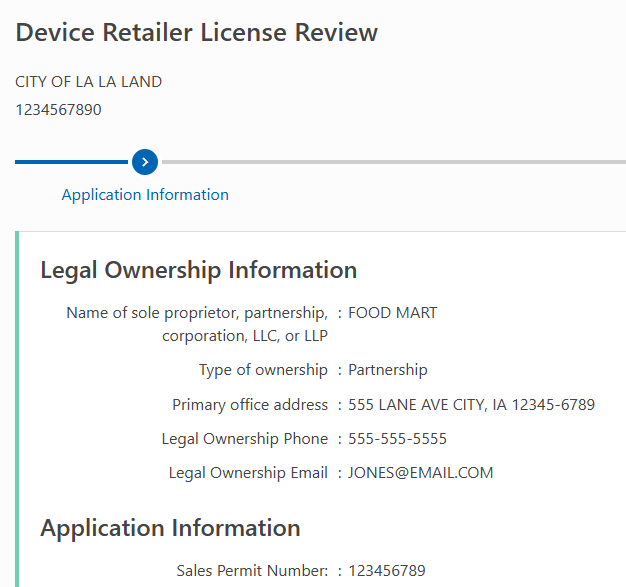 Device Retailer License Review
CITY OF LA LA LAND
1234567890
Application Information
Legal Ownership Information
Name of sole proprietor, partnership, : FOOD MART
corporation, LLC, or LLP
Type of ownership : Partnership
Primary office address : 555 LANE AVE CITY, IA 12345-6789
Legal Ownership Phone : 555-555-5555
Legal Ownership Email : JONES@EMAIL.COM
Application Information
Sales Permit Number: : 123456789